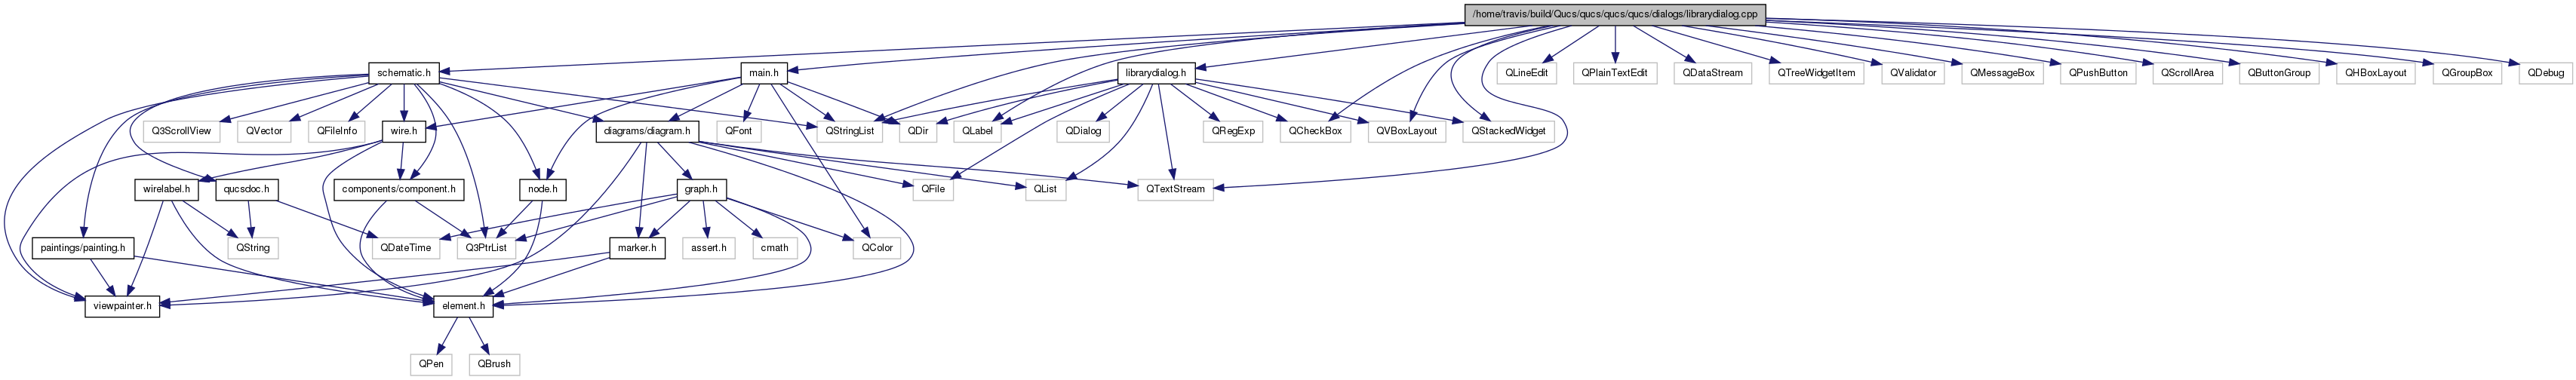 /home/travis/build/Qucs/qucs/qucs/qucs/dialogs/librarydialog.cpp
schematic.h
main.h
librarydialog.h
QLineEdit
QPlainTextEdit
QDataStream
QTreeWidgetItem
QValidator
QMessageBox
QPushButton
QScrollArea
QButtonGroup
QHBoxLayout
QGroupBox
QDebug
Q3ScrollView
QVector
QFileInfo
wire.h
diagrams/diagram.h
QFont
QStringList
QDir
QLabel
QDialog
QRegExp
QCheckBox
QVBoxLayout
QStackedWidget
wirelabel.h
qucsdoc.h
components/component.h
node.h
graph.h
QFile
QList
QTextStream
paintings/painting.h
QString
QDateTime
Q3PtrList
marker.h
assert.h
cmath
QColor
viewpainter.h
element.h
QPen
QBrush